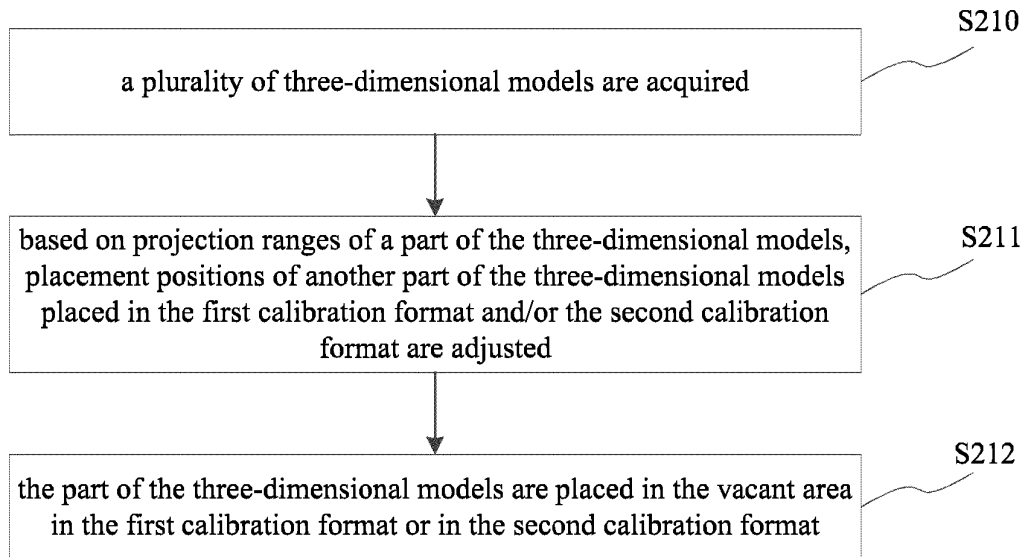 S210
a plurality of three-dimensional models are acquired
S211
based on projection ranges of a part of the three-dimensional models,
placement positions of another part of the three-dimensional models
placed in the first calibration format and/or the second calibration
format are adjusted
S212
the part of the three-dimensional models are placed in the vacant area
in the first calibration format or in the second calibration format